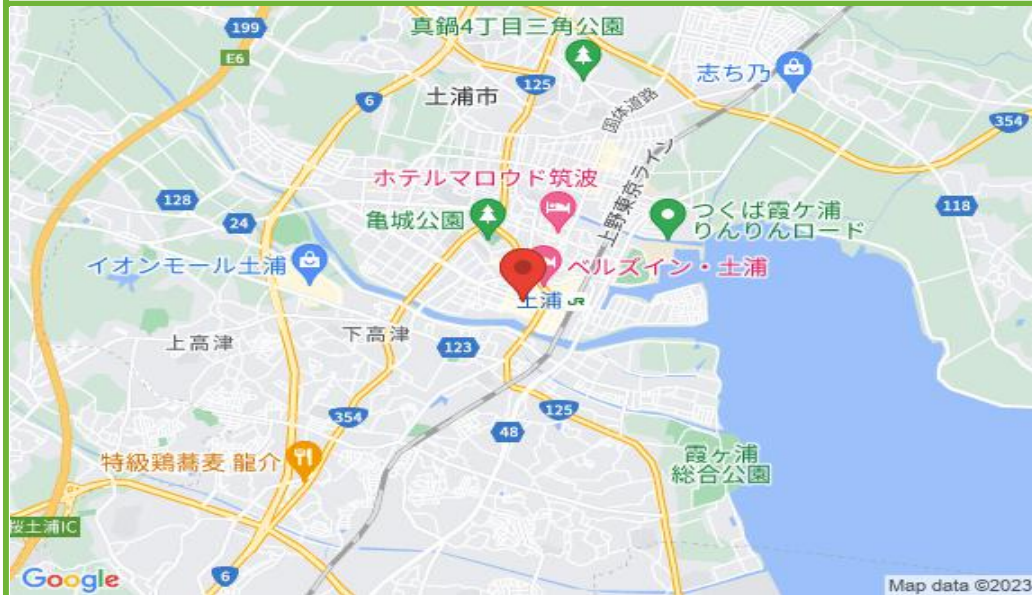 真鍋4丁目三角公園
199
E6
志ち乃
125
6
土浦市
国体道路
354
上野東京ライン
ホテルマロウド筑波
128
つくば霞ケ浦
りんりんロード
118
亀城公園
24
イオンモール土浦
ベルズイン・土浦
土浦 JR
上高津
下高津
123
354
125
48
霞ヶ浦
総合公園
特級鶏蕎麦 龍介
桜土浦IC
6
Google
Map data ©2023